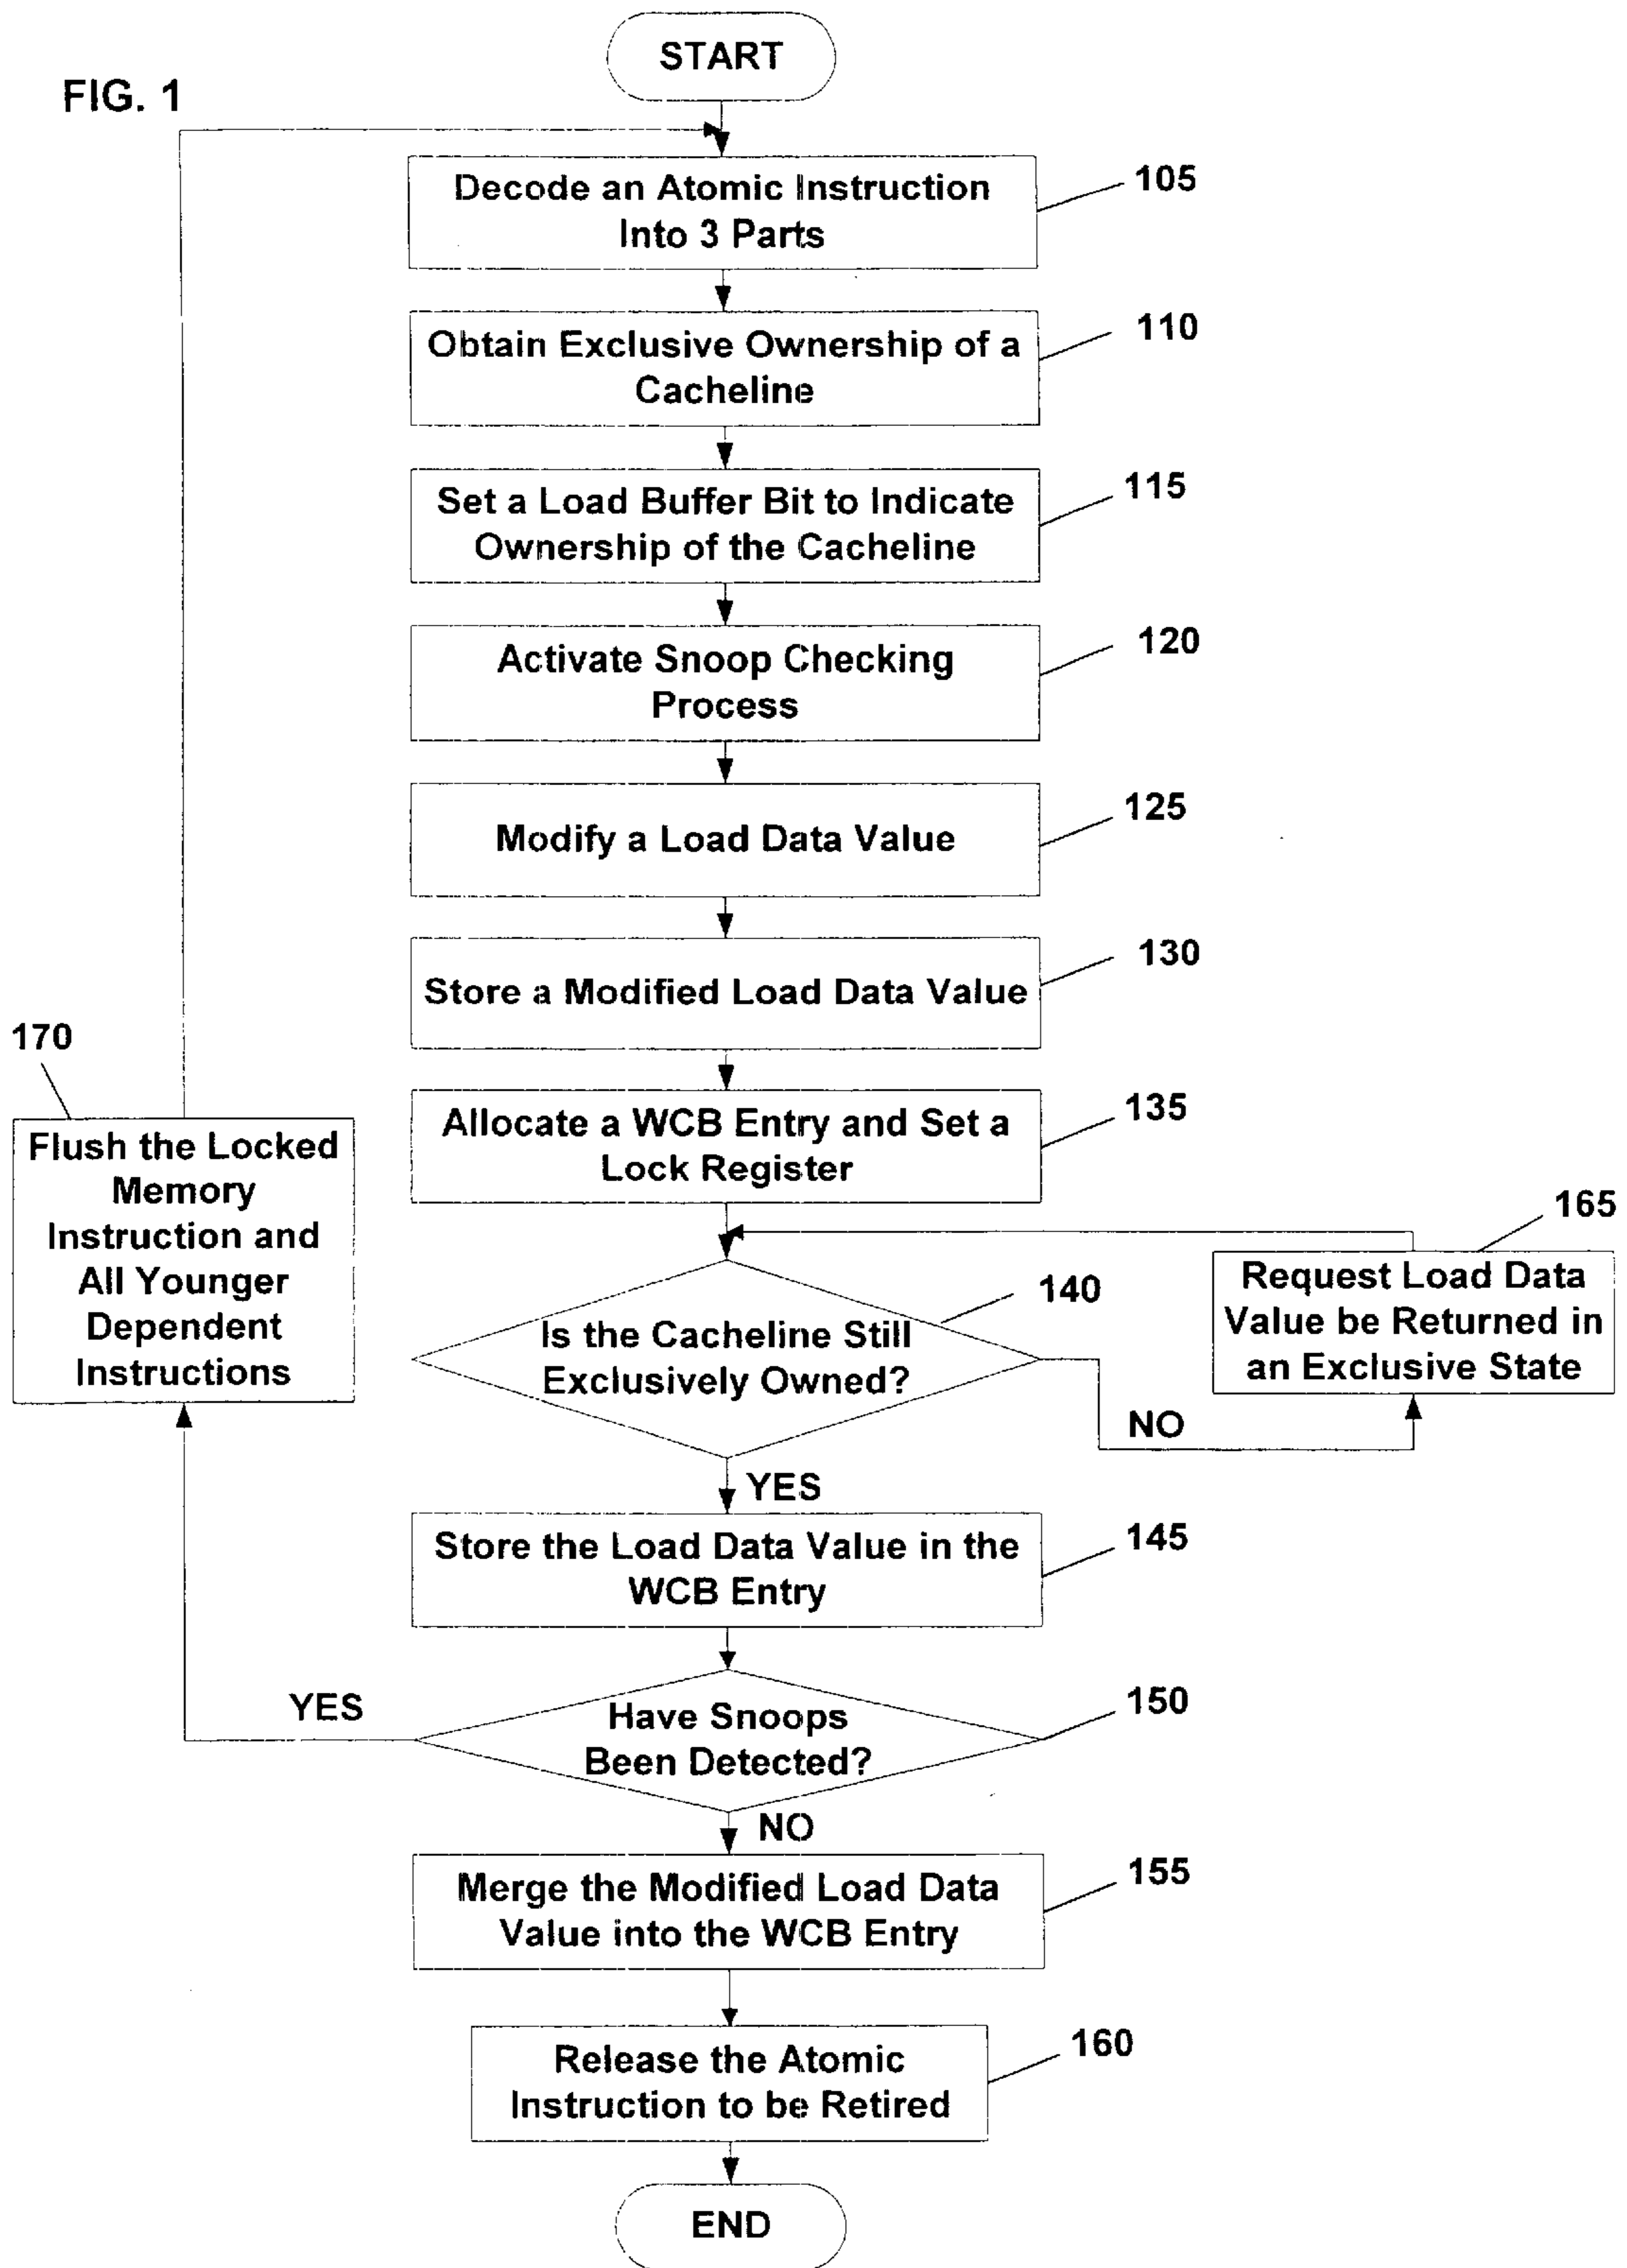 START
FIG. 1
Decode an Atomic Instruction
Into 3 Parts
105
Obtain Exclusive Ownership of a
Cacheline
110
Set a Load Buffer Bit to Indicate
Ownership of the Cacheline
115
Activate Snoop Checking
Process
120
Modify a Load Data Value
125
Store a Modified Load Data Value
130
Allocate a WCB Entry and Set a
Lock Register
135
170
Flush the Locked
Memory
Instruction and
All Younger
Dependent
Instructions
Is the Cacheline Still
Exclusively Owned?
140
165
Request Load Data
Value be Returned in
an Exclusive State
NO
YES
Store the Load Data Value in the
WCB Entry
145
YES
Have Snoops
Been Detected?
150
NO
Merge the Modified Load Data
Value into the WCB Entry
155
Release the Atomic
Instruction to be Retired
160
END